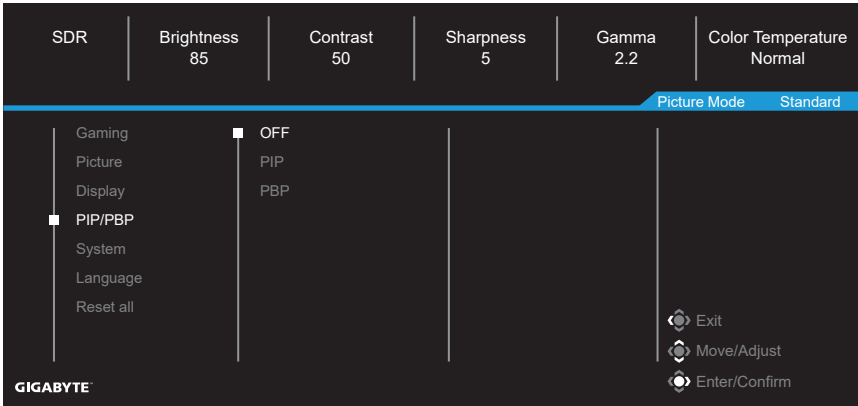 SDR
Brightness
Contrast
Sharpness
Gamma
Color Temperature
85
50
5
2.2
Normal
Picture Mode
Standard
Gaming
OFF
Picture
PIP
Display
PBP
PIP/PBP
System
Language
Reset all
Exit
Move/Adjust
Enter/Confirm
GIGABYTE™